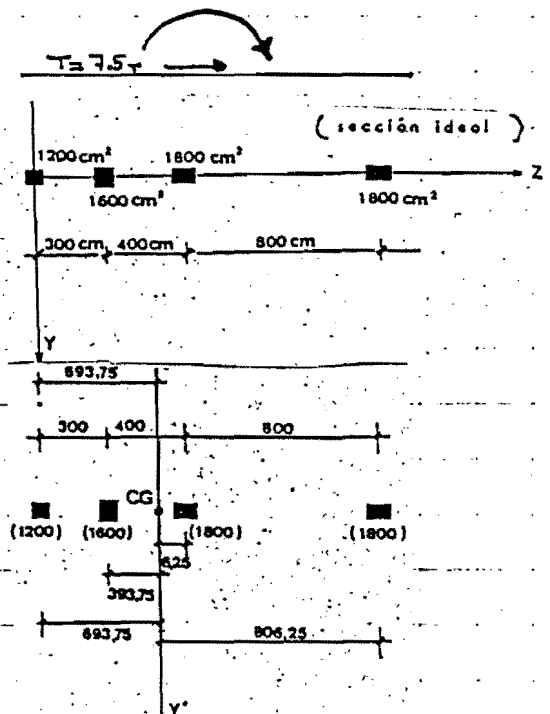 T=7.5T
(sección ideal)
1200 cm² 1800 cm²
Z
1600 cm² 1800 cm²
300 cm 400 cm 800 cm
Y
693,75
300 400 800
CG
(1200) (1600) (1800) (1800)
6,25
393,75
693,75 806,25
Y'